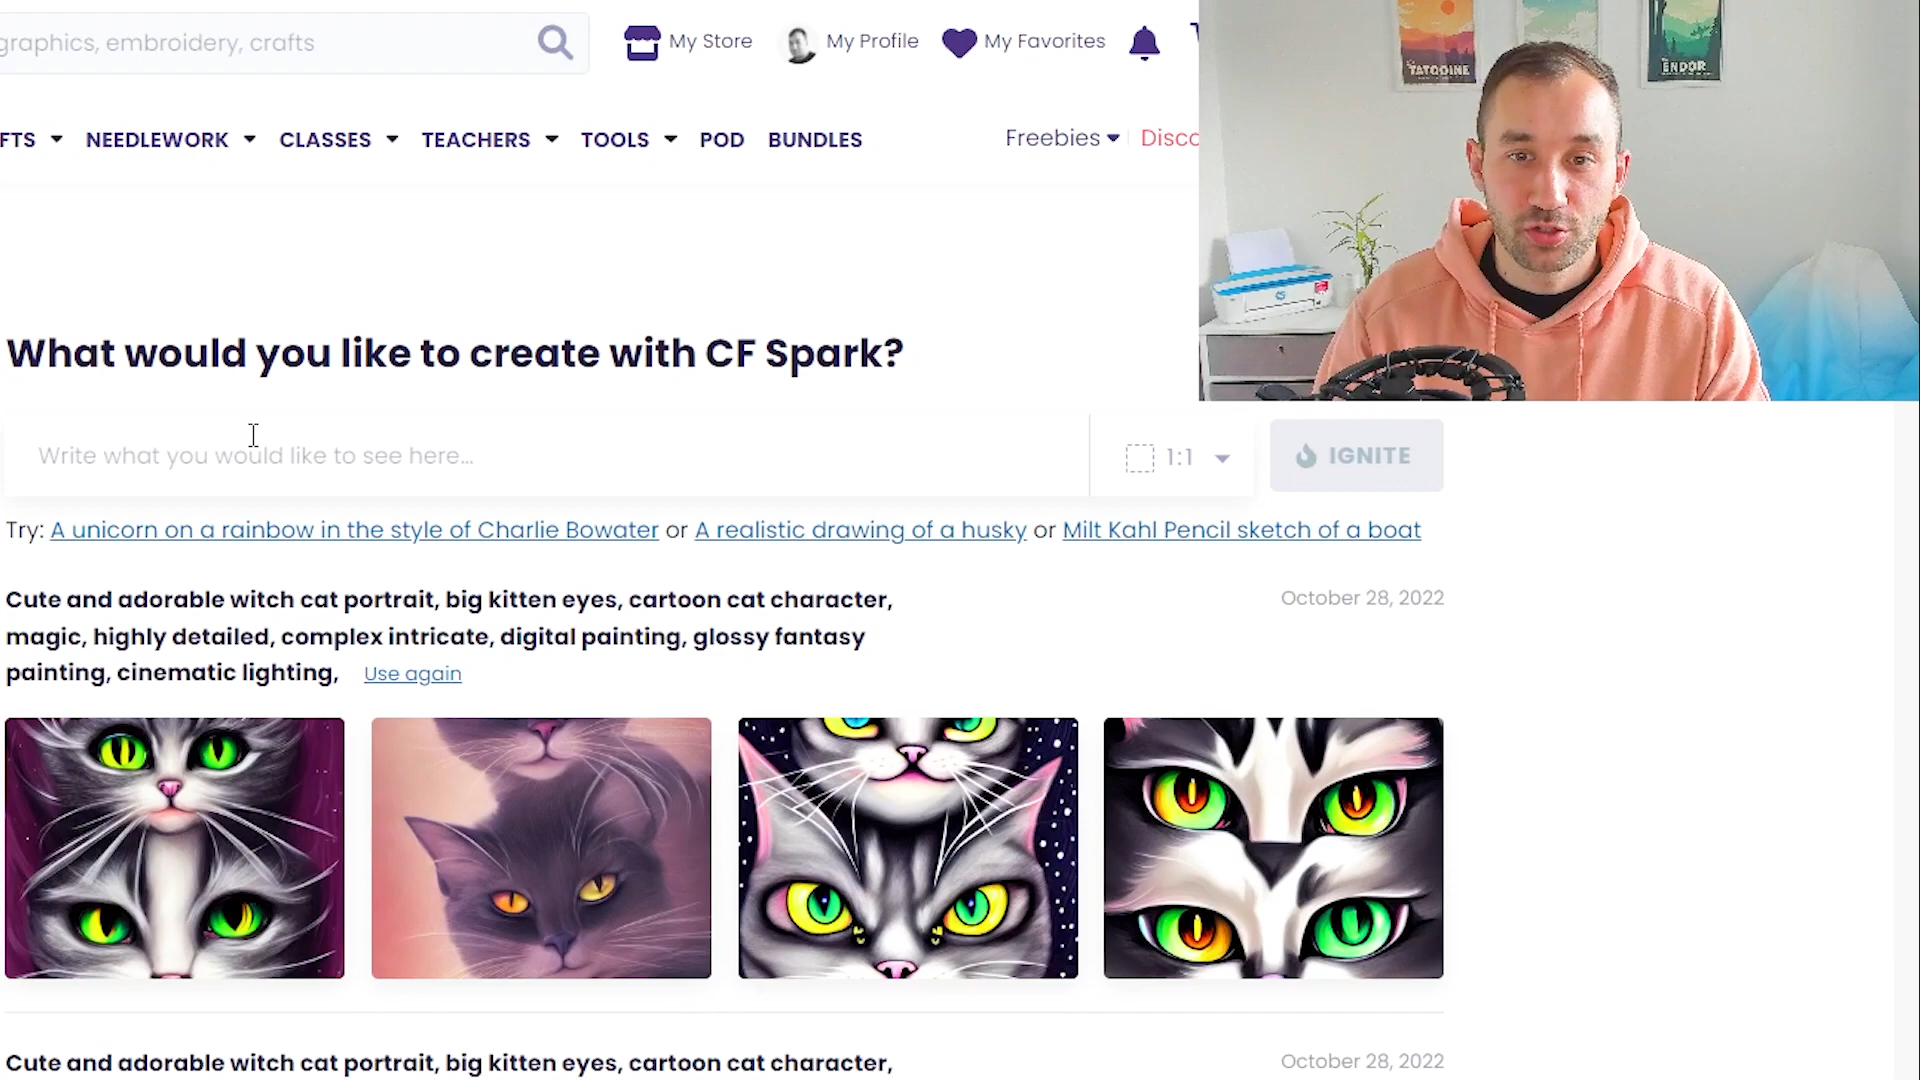 graphics, embroidery, crafts
My Store
My Profile
My Favorites
TATOOINE
ENDOR
FTS
NEEDLEWORK
CLASSES
TEACHERS
TOOLS
POD
BUNDLES
Freebies
Disco
What would you like to create with CF Spark?
Write what you would like to see here...
1:1
IGNITE
Try: A unicorn on a rainbow in the style of Charlie Bowater or A realistic drawing of a husky or Milt Kahl Pencil sketch of a boat
Cute and adorable witch cat portrait, big kitten eyes, cartoon cat character,
October 28, 2022
magic, highly detailed, complex intricate, digital painting, glossy fantasy
painting, cinematic lighting,
Use again
Cute and adorable witch cat portrait, big kitten eyes, cartoon cat character,
October 28, 2022